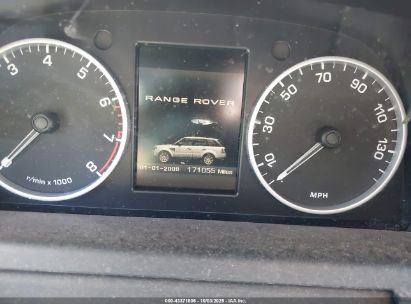 3 4 5 6 7 8
r/min x 1000
RANGE ROVER
01-01-2009 171055 Miles
10 30 50 70 90 110 130
MPH